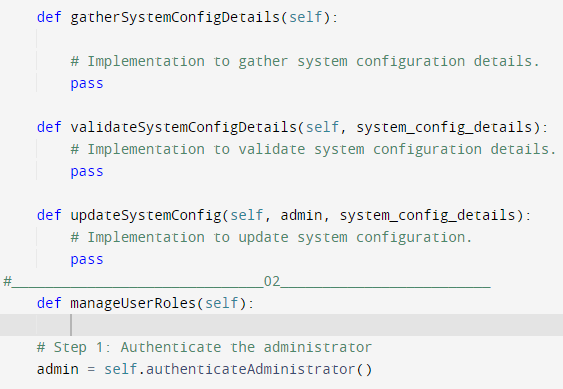 def gatherSystemConfigDetails(self):
# Implementation to gather system configuration details.
pass
def validateSystemConfigDetails(self, system_config_details):
# Implementation to validate system configuration details.
pass
def updateSystemConfig(self, admin, system_config_details):
# Implementation to update system configuration.
pass
#______________________________02_________________________
def manageUserRoles(self):
# Step 1: Authenticate the administrator
admin = self.authenticateAdministrator()